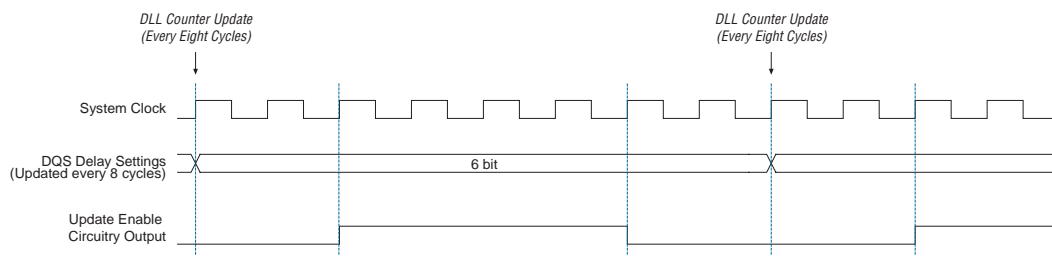 DLL Counter Update
(Every Eight Cycles)
DLL Counter Update
(Every Eight Cycles)
System Clock
DQS Delay Settings
(Updated every 8 cycles)
6 bit
Update Enable
Circuitry Output